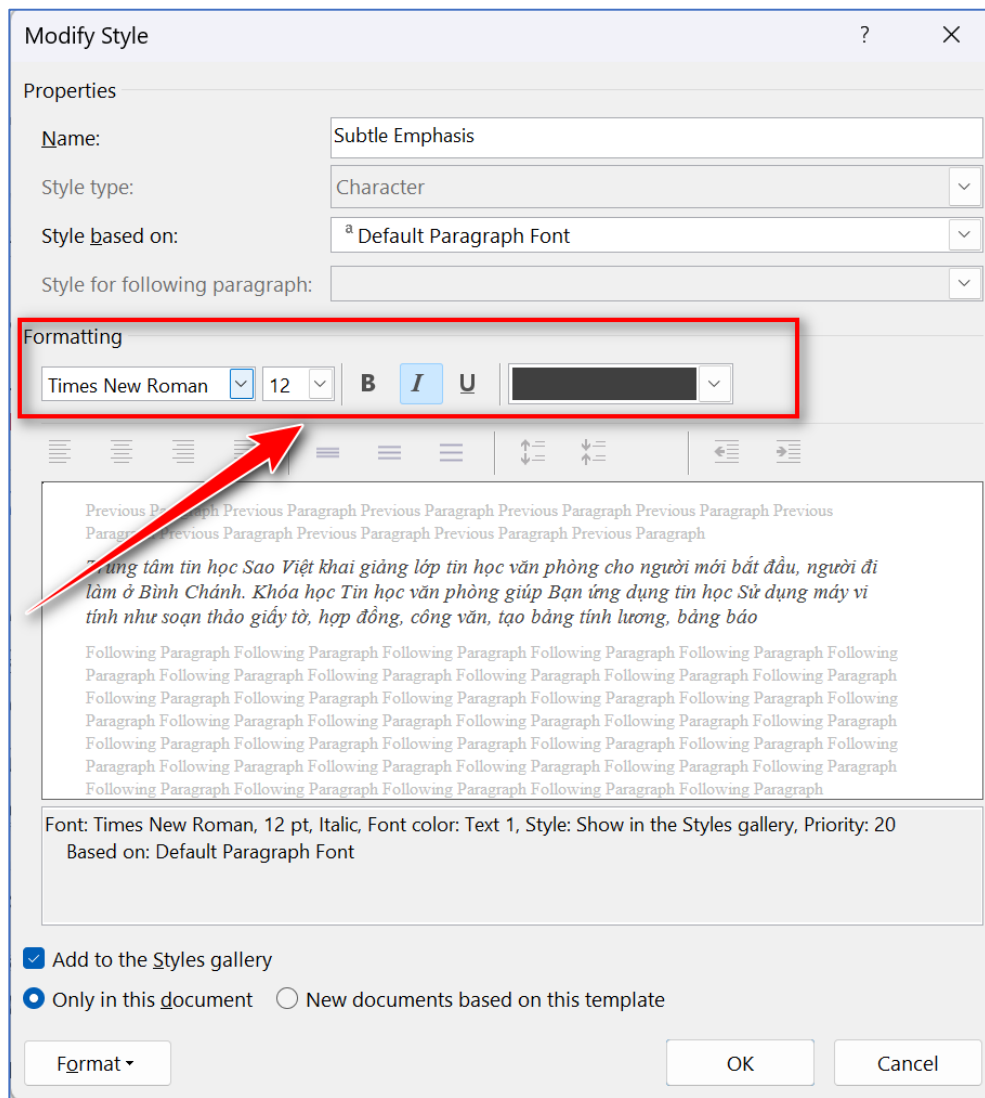 Modify Style
?
Properties
Name:
Subtle Emphasis
Style type:
Character
Style based on:
a Default Paragraph Font
Style for following paragraph:
Formatting
Times New Roman
12
B
I
U
Previous Paragraph Previous Paragraph Previous Paragraph Previous Paragraph Previous Paragraph Previous
Paragraph Previous Paragraph Previous Paragraph Previous Paragraph Previous Paragraph
Trung tâm tin học Sao Việt khai giảng lớp tin học văn phòng cho người mới bắt đầu, người đi
làm ở Bình Chánh. Khóa học Tin học văn phòng giúp Bạn ứng dụng tin học Sử dụng máy vi
tính như soạn thảo giấy tờ, hợp đồng, công văn, tạo bảng tính lương, bảng báo
Following Paragraph Following Paragraph Following Paragraph Following Paragraph Following Paragraph Following
Paragraph Following Paragraph Following Paragraph Following Paragraph Following Paragraph Following Paragraph
Following Paragraph Following Paragraph Following Paragraph Following Paragraph Following Paragraph Following
Paragraph Following Paragraph Following Paragraph Following Paragraph Following Paragraph Following Paragraph
Following Paragraph Following Paragraph Following Paragraph Following Paragraph Following Paragraph Following
Paragraph Following Paragraph Following Paragraph Following Paragraph Following Paragraph Following Paragraph
Following Paragraph Following Paragraph Following Paragraph Following Paragraph Following Paragraph
Font: Times New Roman, 12 pt, Italic, Font color: Text 1, Style: Show in the Styles gallery, Priority: 20
Based on: Default Paragraph Font
Add to the Styles gallery
Only in this document
New documents based on this template
Format
OK
Cancel